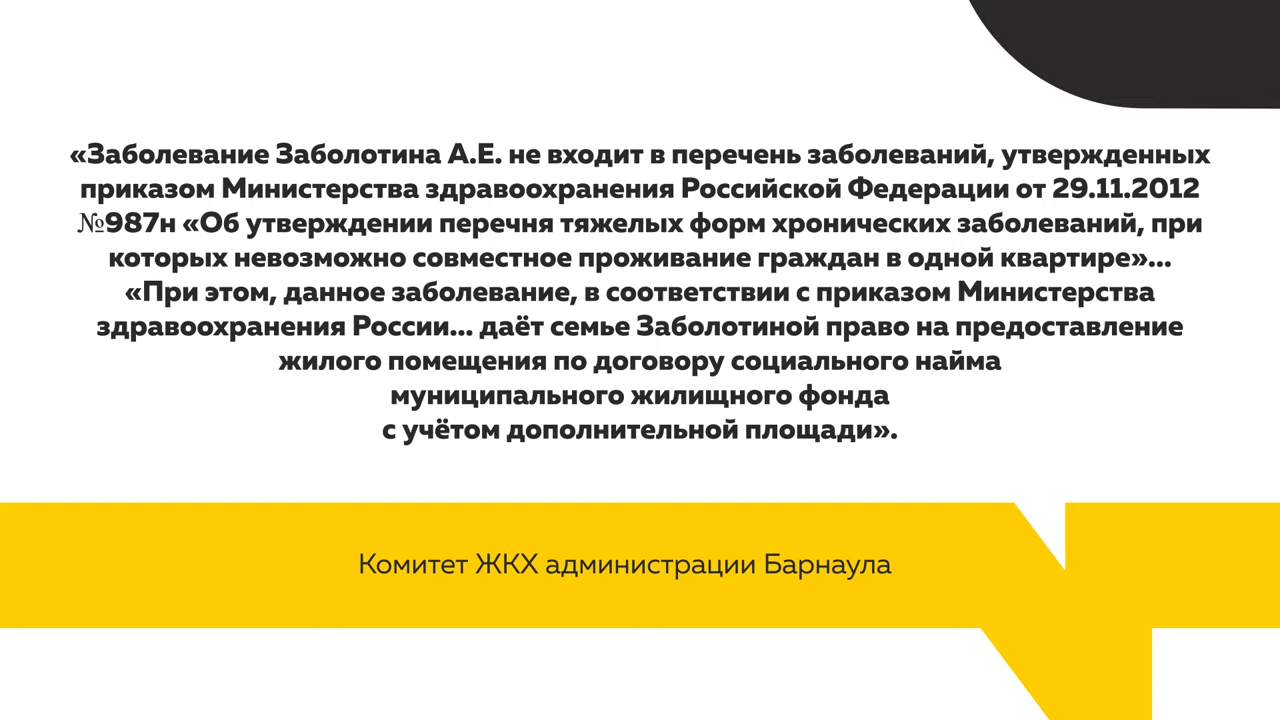 «Заболевание Заболотина А.Е. не входит в перечень заболеваний, утвержденных
приказом Министерства здравоохранения Российской Федерации от 29.11.2012
№987н «Об утверждении перечня тяжелых форм хронических заболеваний, при
которых невозможно совместное проживание граждан в одной квартире»...
«При этом, данное заболевание, в соответствии с приказом Министерства
здравоохранения России... даёт семье Заболотиной право на предоставление
жилого помещения по договору социального найма
муниципального жилищного фонда
с учётом дополнительной площади».
Комитет ЖКХ администрации Барнаула